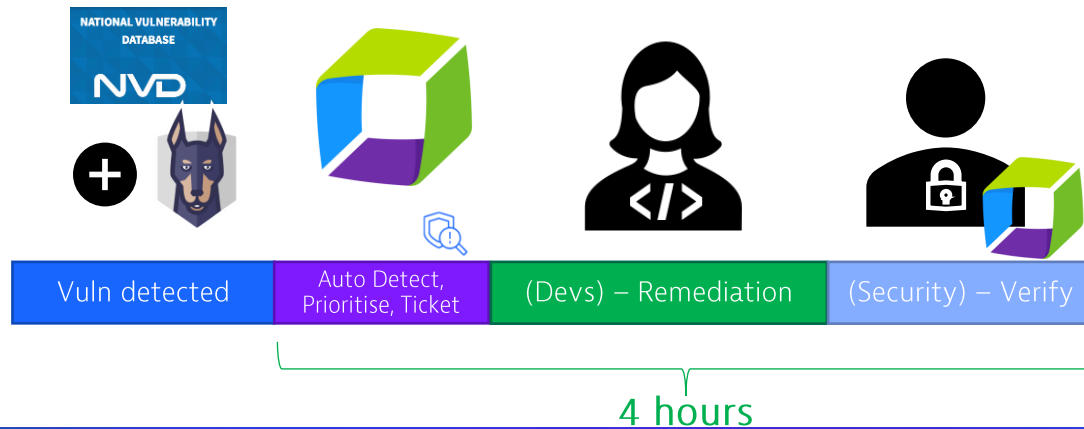 NATIONAL VULNERABILITY
DATABASE
NVD
</>
Vuln detected
Auto Detect,
Prioritise, Ticket
(Devs) – Remediation
(Security) – Verify
4 hours